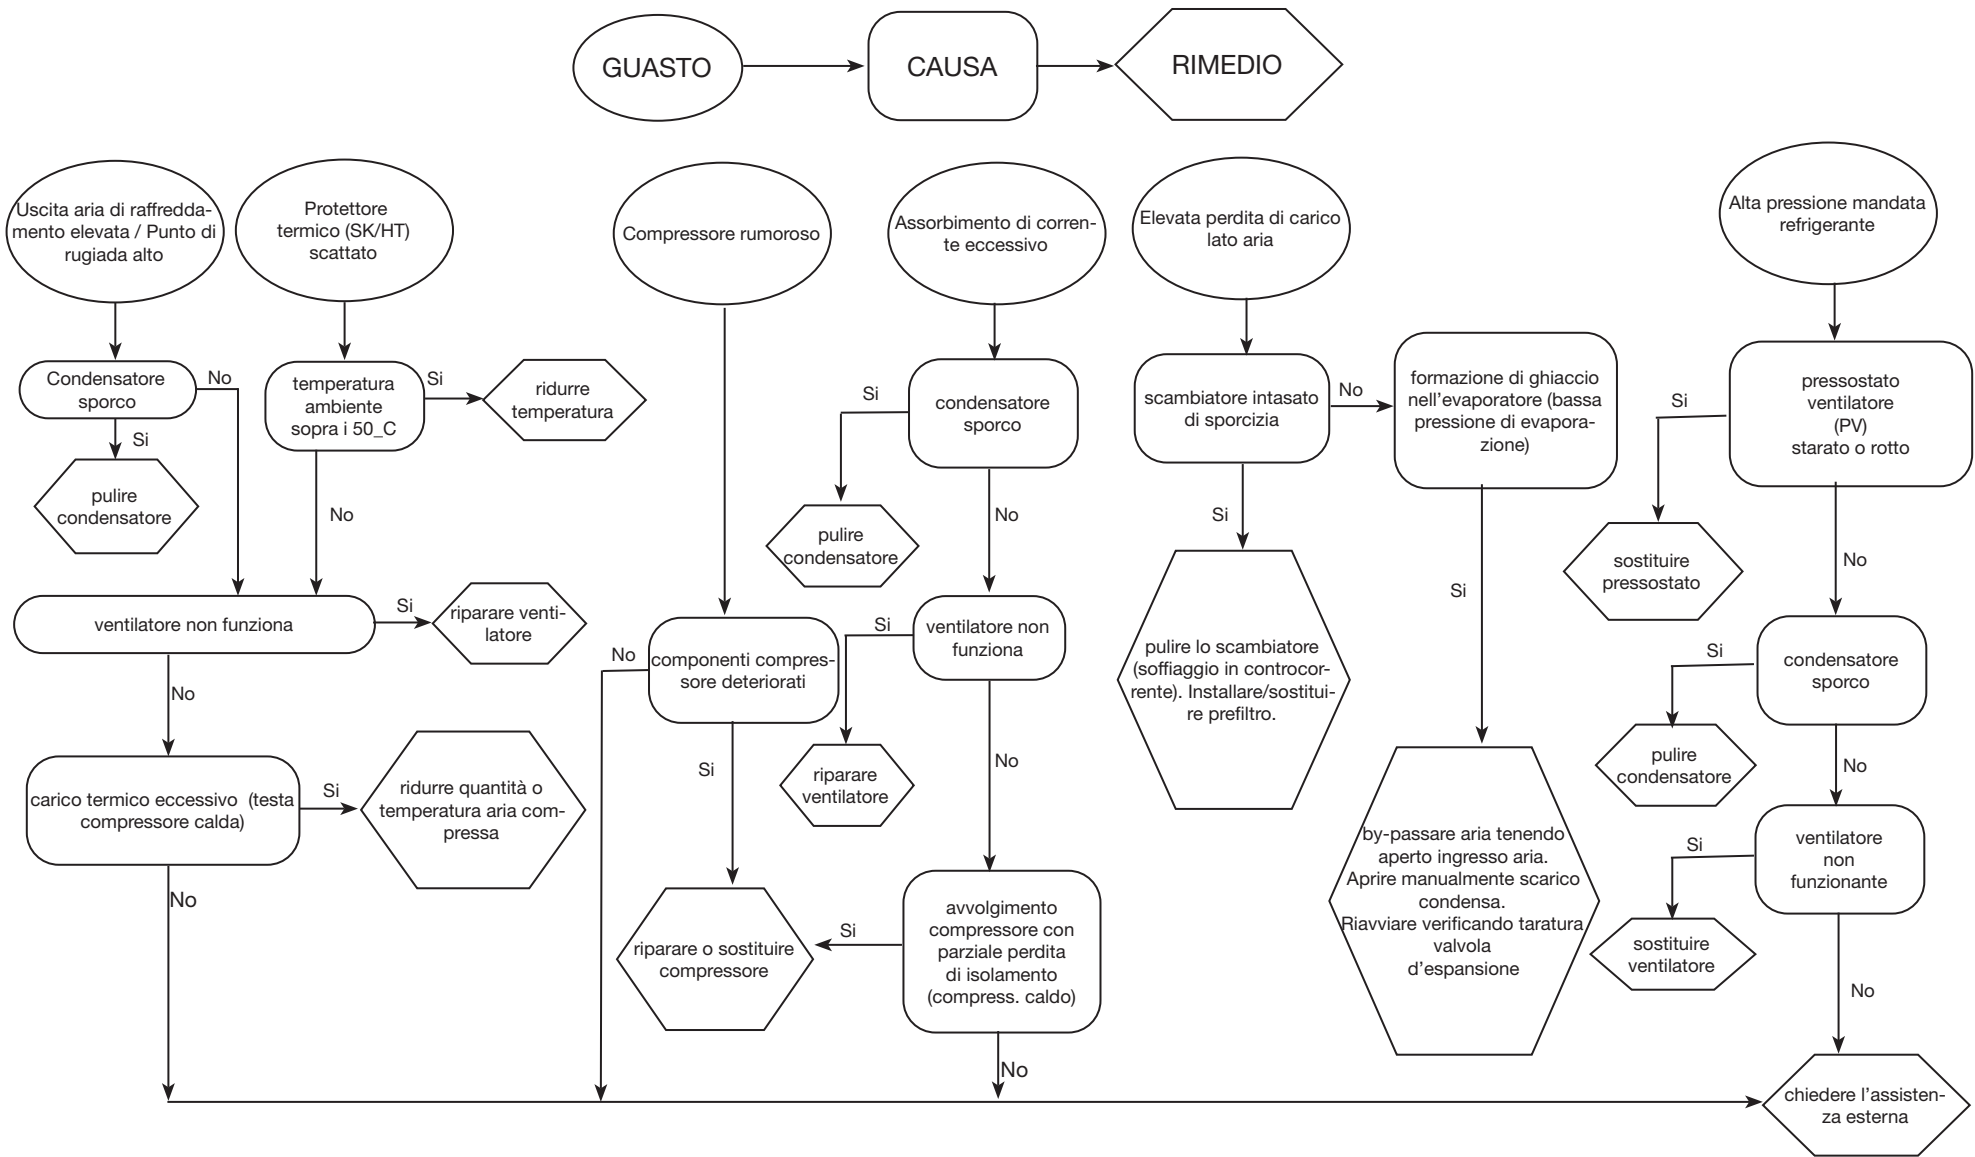 GUASTO
CAUSA
RIMEDIO
Uscita aria di raffredda-
mento elevata / Punto di
rugiada alto
Condensatore
sporco
No
Si
pulire
condensatore
Protettore
termico (SK/HT)
scattato
temperatura
ambiente
sopra i 50_C
Si
ridurre
temperatura
No
ventilatore non funziona
Si
riparare venti-
latore
No
carico termico eccessivo (testa
compressore calda)
Si
ridurre quantità o
temperatura aria com-
pressa
No
Compressore rumoroso
componenti compres-
sore deteriorati
No
Si
riparare o sostituire
compressore
Assorbimento di corren-
te eccessivo
condensatore
sporco
Si
pulire
condensatore
No
ventilatore non
funziona
Si
riparare
ventilatore
No
avvolgimento
compressore con
parziale perdita
di isolamento
(compress. caldo)
Si
No
Elevata perdita di carico
lato aria
scambiatore intasato
di sporcizia
No
Si
pulire lo scambiatore
(soffiaggio in controcor-
rente). Installare/sostitui-
re prefiltro.
formazione di ghiaccio
nell'evaporatore (bassa
pressione di evapora-
zione)
Si
by-passare aria tenendo
aperto ingresso aria.
Aprire manualmente scarico
condensa.
Riavviare verificando taratura
valvola
d'espansione
Alta pressione mandata
refrigerante
pressostato
ventilatore
(PV)
starato o rotto
Si
sostituire
pressostato
No
condensatore
sporco
Si
pulire
condensatore
No
ventilatore
non
funzionante
Si
sostituire
ventilatore
No
chiedere l'assisten-
za esterna